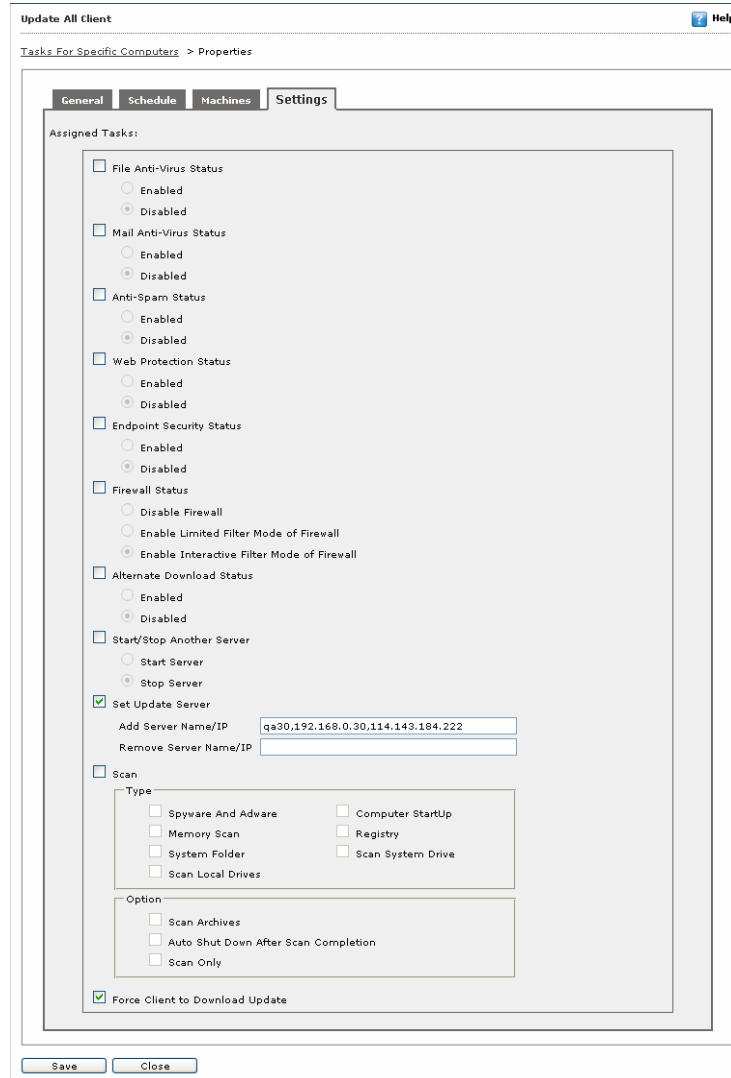 Update All Client
Help
Tasks For Specific Computers > Properties
General Schedule Machines Settings
Assigned Tasks:
File Anti-Virus Status
Enabled
Disabled
Mail Anti-Virus Status
Enabled
Disabled
Anti-Spam Status
Enabled
Disabled
Web Protection Status
Enabled
Disabled
Endpoint Security Status
Enabled
Disabled
Firewall Status
Disable Firewall
Enable Limited Filter Mode of Firewall
Enable Interactive Filter Mode of Firewall
Alternate Download Status
Enabled
Disabled
Start/Stop Another Server
Start Server
Stop Server
Set Update Server
Add Server Name/IP qa30,192.168.0.30,114.143.184.222
Remove Server Name/IP
Scan
Type
Spyware And Adware Computer StartUp
Memory Scan Registry
System Folder Scan System Drive
Scan Local Drives
Option
Scan Archives
Auto Shut Down After Scan Completion
Scan Only
Force Client to Download Update
Save Close